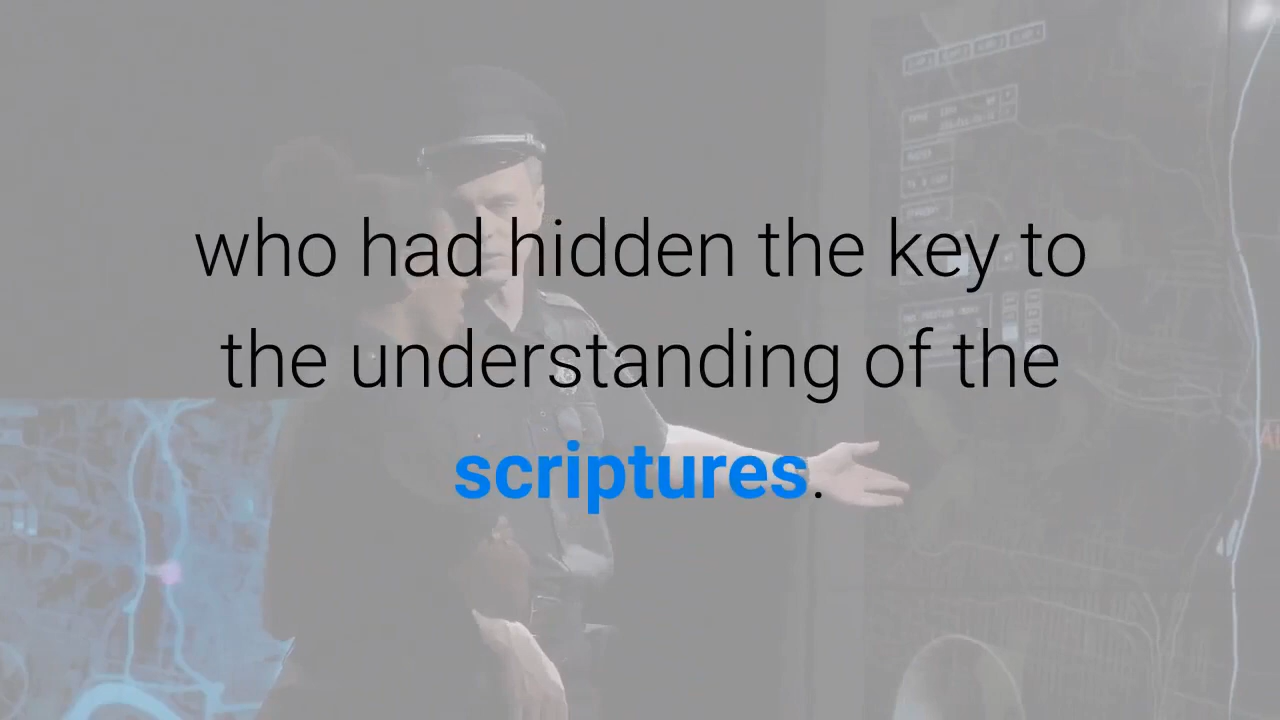 who had hidden the key to
the understanding of the
scriptures.